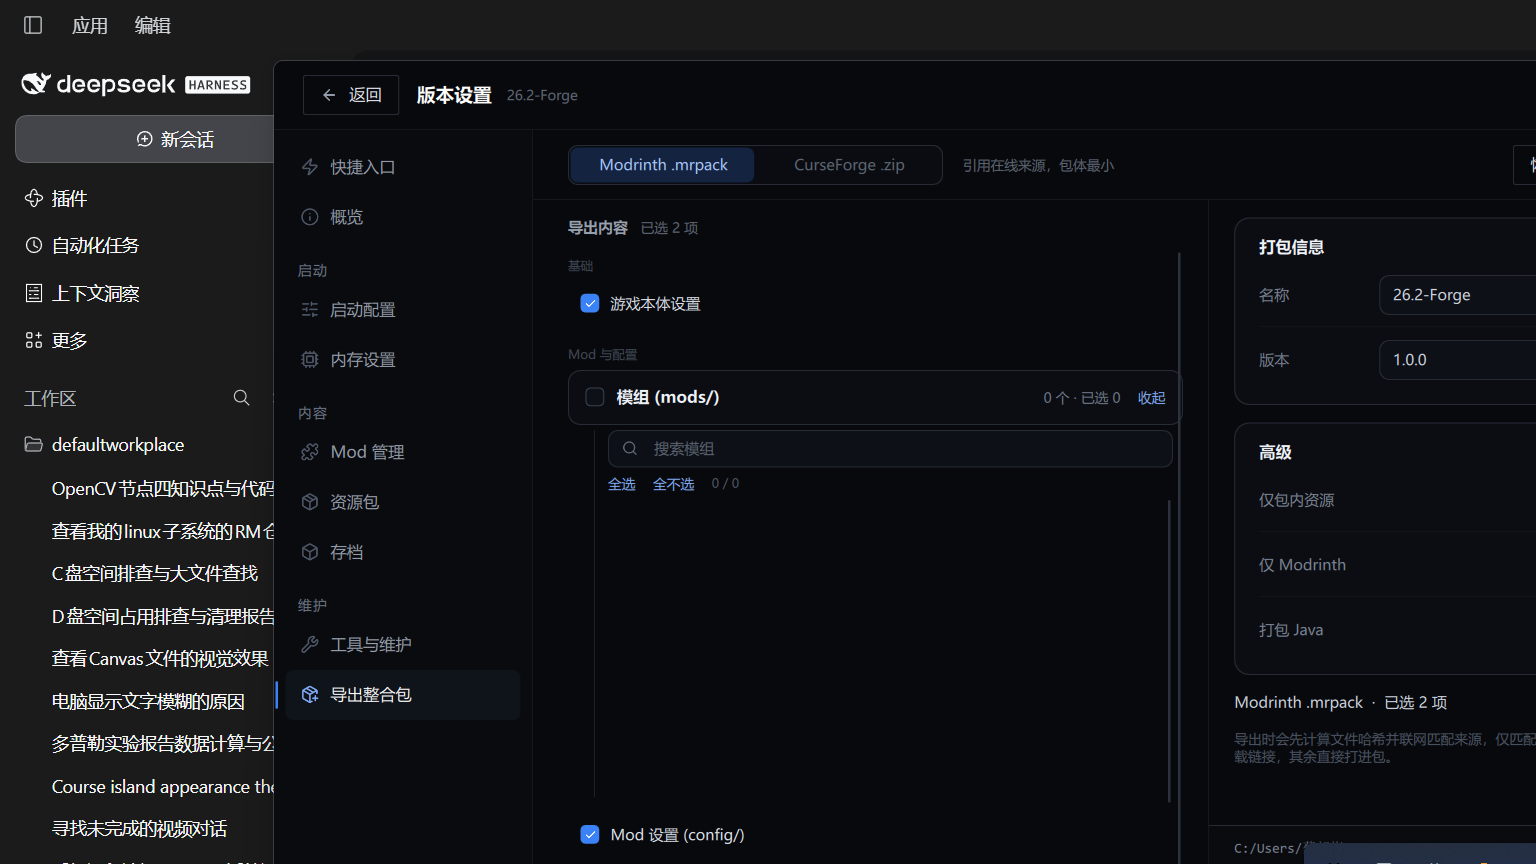 应用 编辑
deepseek HARNESS
新会话
插件
自动化任务
上下文洞察
更多
工作区
defaultworkplace
OpenCV节点四知识点与代码
查看我的linux子系统的RM
C盘空间排查与大文件查找
D盘空间占用排查与清理报告
查看Canvas文件的视觉效果
电脑显示文字模糊的原因
多普勒实验报告数据计算与
Course island appearance
寻找未完成的视频对话
返回 版本设置 26.2-Forge
快捷入口
概览
启动
启动配置
内存设置
内容
Mod 管理
资源包
存档
维护
工具与维护
导出整合包
Modrinth .mrpack CurseForge .zip 引用在线来源，包体最小
导出内容 已选 2 项
基础
游戏本体设置
Mod 与配置
模组 (mods/) 0 个 · 已选 0 收起
搜索模组
全选 全不选 0 / 0
Mod 设置 (config/)
打包信息
名称 26.2-Forge
版本 1.0.0
高级
仅包内资源
仅 Modrinth
打包 Java
Modrinth .mrpack · 已选 2 项
导出时会先计算文件哈希并联网匹配来源，仅匹配
载链接，其余直接打进包。
C:/Users/